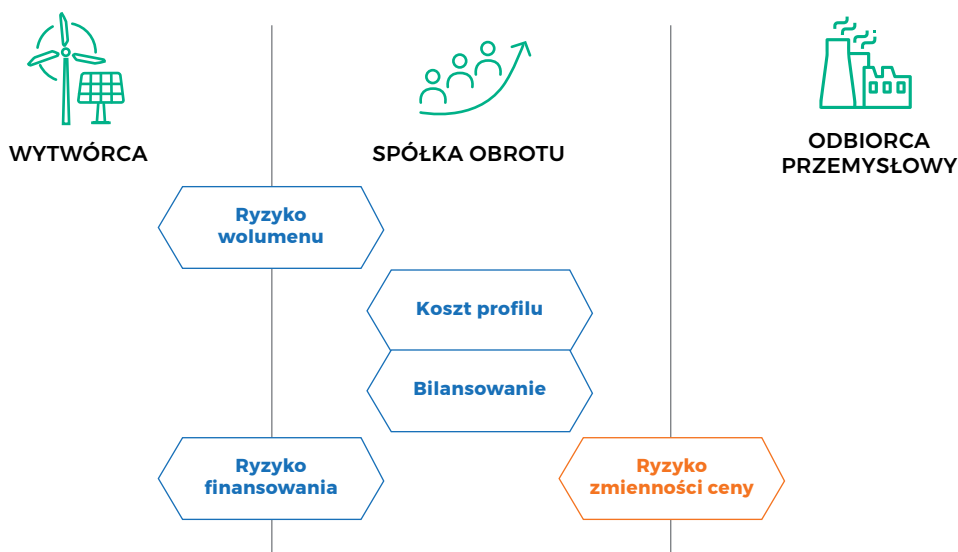 WYTWÓRCA
SPÓŁKA OBROTU
ODBIORCA
PRZEMYSŁOWY
Ryzyko
wolumenu
Koszt profilu
Bilansowanie
Ryzyko
finansowania
Ryzyko
zmienności ceny